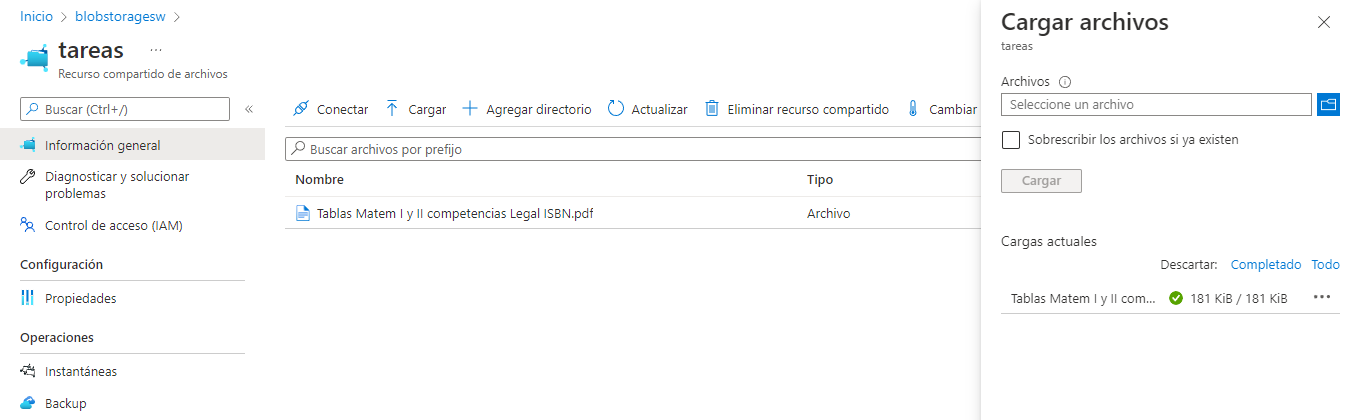 Inicio > blobstoragesw >
tareas ...
Recurso compartido de archivos
Buscar (Ctrl+/) «
Información general
Diagnosticar y solucionar
problemas
Control de acceso (IAM)
Configuración
Propiedades
Operaciones
Instantáneas
Backup
Conectar Cargar Agregar directorio Actualizar Eliminar recurso compartido Cambiar
Buscar archivos por prefijo
Nombre Tipo
Tablas Matem I y II competencias Legal ISBN.pdf Archivo
Cargar archivos
tareas
Archivos
Seleccione un archivo
Sobrescribir los archivos si ya existen
Cargar
Cargas actuales
Descartar: Completado Todo
Tablas Matem I y II com... 181 KiB / 181 KiB ...